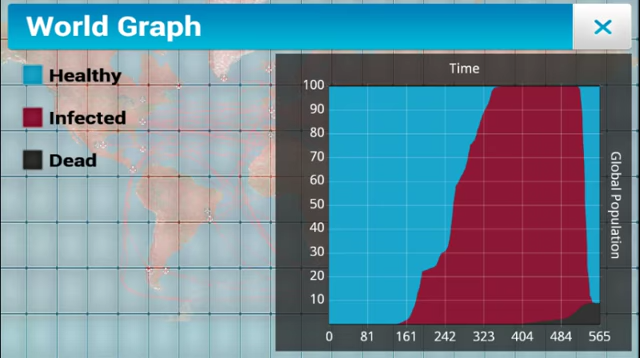 World Graph
Healthy
Infected
Dead
Time
100
90
80
70
60
50
40
30
20
10
0 81 161 242 323 404 484 565
Global Population